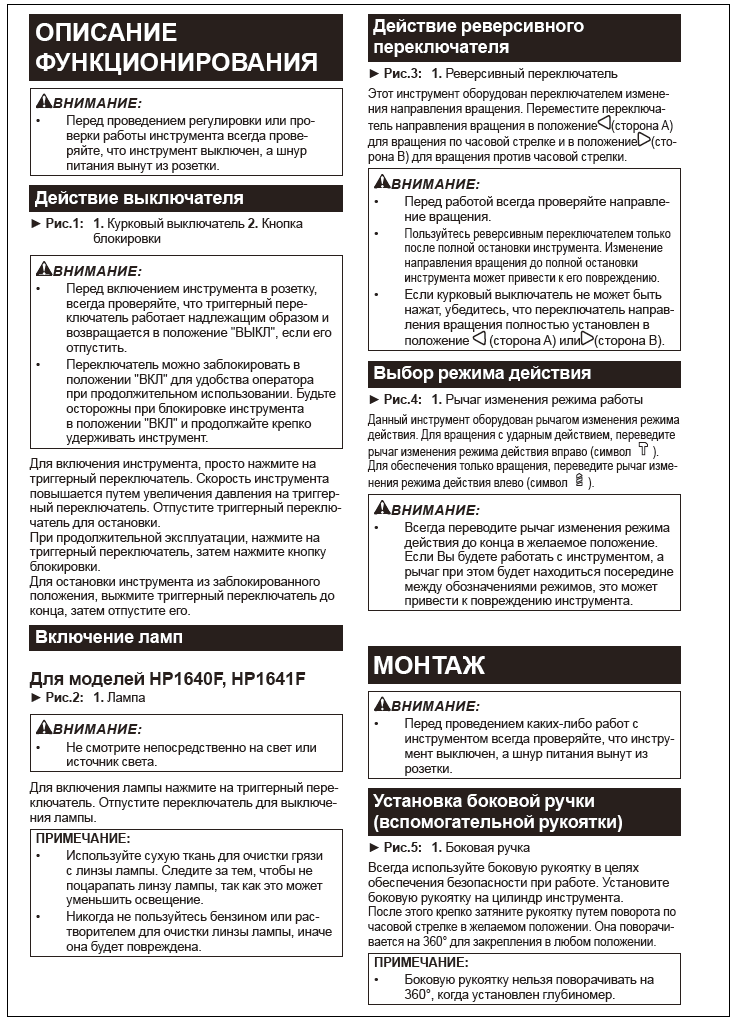 ОПИСАНИЕ
ФУНКЦИОНИРОВАНИЯ
⚠ВНИМАНИЕ:
• Перед проведением регулировки или про-
верки работы инструмента всегда прове-
ряйте, что инструмент выключен, а шнур
питания вынут из розетки.
Действие выключателя
► Рис.1: 1. Курковый выключатель 2. Кнопка
блокировки
⚠ВНИМАНИЕ:
• Перед включением инструмента в розетку,
всегда проверяйте, что триггерный пере-
ключатель работает надлежащим образом и
возвращается в положение "ВЫКЛ", если его
отпустить.
• Переключатель можно заблокировать в
положении "ВКЛ" для удобства оператора
при продолжительном использовании. Будьте
осторожны при блокировке инструмента
в положении "ВКЛ" и продолжайте крепко
удерживать инструмент.
Для включения инструмента, просто нажмите на
триггерный переключатель. Скорость инструмента
повышается путем увеличения давления на триггер-
ный переключатель. Отпустите триггерный переклю-
чатель для остановки.
При продолжительной эксплуатации, нажмите на
триггерный переключатель, затем нажмите кнопку
блокировки.
Для остановки инструмента из заблокированного
положения, выжмите триггерный переключатель до
конца, затем отпустите его.
Включение ламп
Для моделей HP1640F, HP1641F
► Рис.2: 1. Лампа
⚠ВНИМАНИЕ:
• Не смотрите непосредственно на свет или
источник света.
Для включения лампы нажмите на триггерный пере-
ключатель. Отпустите переключатель для выключе-
ния лампы.
ПРИМЕЧАНИЕ:
• Используйте сухую ткань для очистки грязи
с линзы лампы. Следите за тем, чтобы не
поцарапать линзу лампы, так как это может
уменьшить освещение.
• Никогда не пользуйтесь бензином или рас-
творителем для очистки линзы лампы, иначе
она будет повреждена.
Действие реверсивного
переключателя
► Рис.3: 1. Реверсивный переключатель
Этот инструмент оборудован переключателем измене-
ния направления вращения. Переместите переключа-
тель направления вращения в положение ◁(сторона A)
для вращения по часовой стрелке и в положение▷(сто-
рона B) для вращения против часовой стрелки.
⚠ВНИМАНИЕ:
• Перед работой всегда проверяйте направле-
ние вращения.
• Пользуйтесь реверсивным переключателем только
после полной остановки инструмента. Изменение
направления вращения до полной остановки
инструмента может привести к его повреждению.
• Если курковый выключатель не может быть
нажат, убедитесь, что переключатель направ-
ления вращения полностью установлен в
положение ◁ (сторона A) или▷(сторона B).
Выбор режима действия
► Рис.4: 1. Рычаг изменения режима работы
Данный инструмент оборудован рычагом изменения режима
действия. Для вращения с ударным действием, переведите
рычаг изменения режима действия вправо (символ ).
Для обеспечения только вращения, переведите рычаг изме-
нения режима действия влево (символ ).
⚠ВНИМАНИЕ:
• Всегда переводите рычаг изменения режима
действия до конца в желаемое положение.
Если Вы будете работать с инструментом, а
рычаг при этом будет находиться посередине
между обозначениями режимов, это может
привести к повреждению инструмента.
МОНТАЖ
⚠ВНИМАНИЕ:
• Перед проведением каких-либо работ с
инструментом всегда проверяйте, что инстру-
мент выключен, а шнур питания вынут из
розетки.
Установка боковой ручки
(вспомогательной рукоятки)
► Рис.5: 1. Боковая ручка
Всегда используйте боковую рукоятку в целях
обеспечения безопасности при работе. Установите
боковую рукоятку на цилиндр инструмента.
После этого крепко затяните рукоятку путем поворота по
часовой стрелке в желаемом положении. Она поворачи-
вается на 360° для закрепления в любом положении.
ПРИМЕЧАНИЕ:
• Боковую рукоятку нельзя поворачивать на
360°, когда установлен глубиномер.